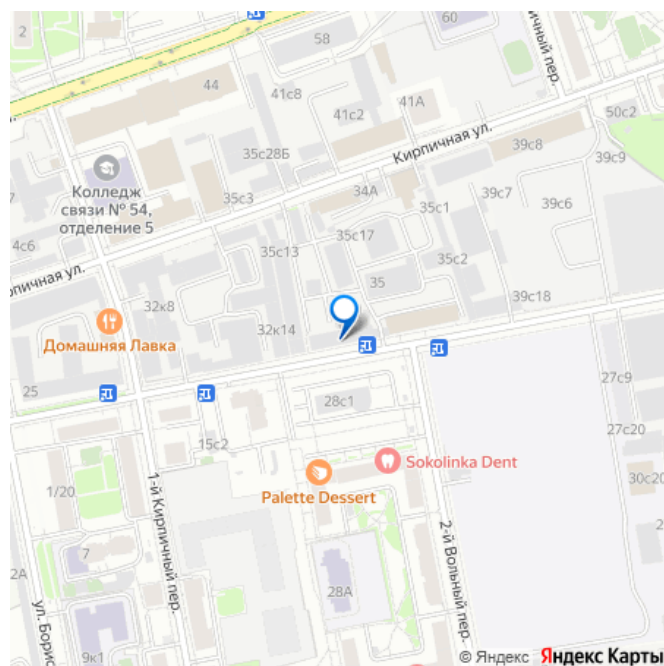 2
60
58
Кирпичный пер.
44
41с8
41А
41с2
50с2
Кирпичная ул.
39с8
35с28Б
39с9
Колледж
связи № 54,
отделение 5
35с3
34А
39с7
39с6
35с1
4с6
35с17
35с13
35с2
рпичная ул.
35
32к8
39с18
32к14
Домашняя Лавка
25
27с9
28с1
27с20
15с2
Sokolinka Dent
30с20
1/20
Palette Dessert
1-й Кирпичный пер.
2-й Вольный пер.
7
2А
28А
ул. Борис
9к1
© Яндекс Яндекс Карты